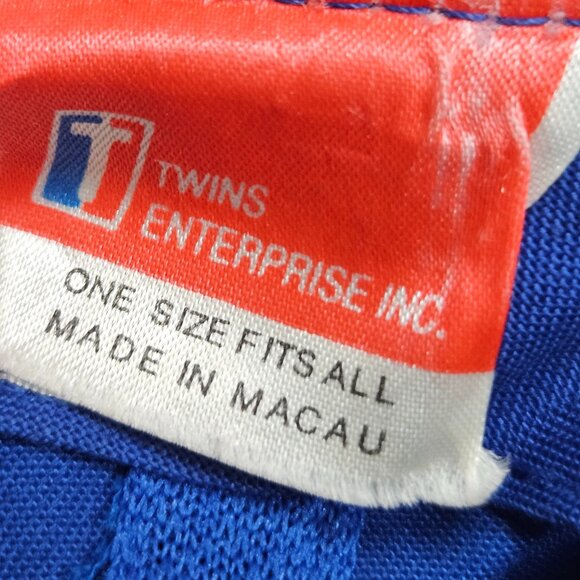 T
TWINS
ENTERPRISE INC.
ONE SIZE FITS ALL
MADE IN MACAU